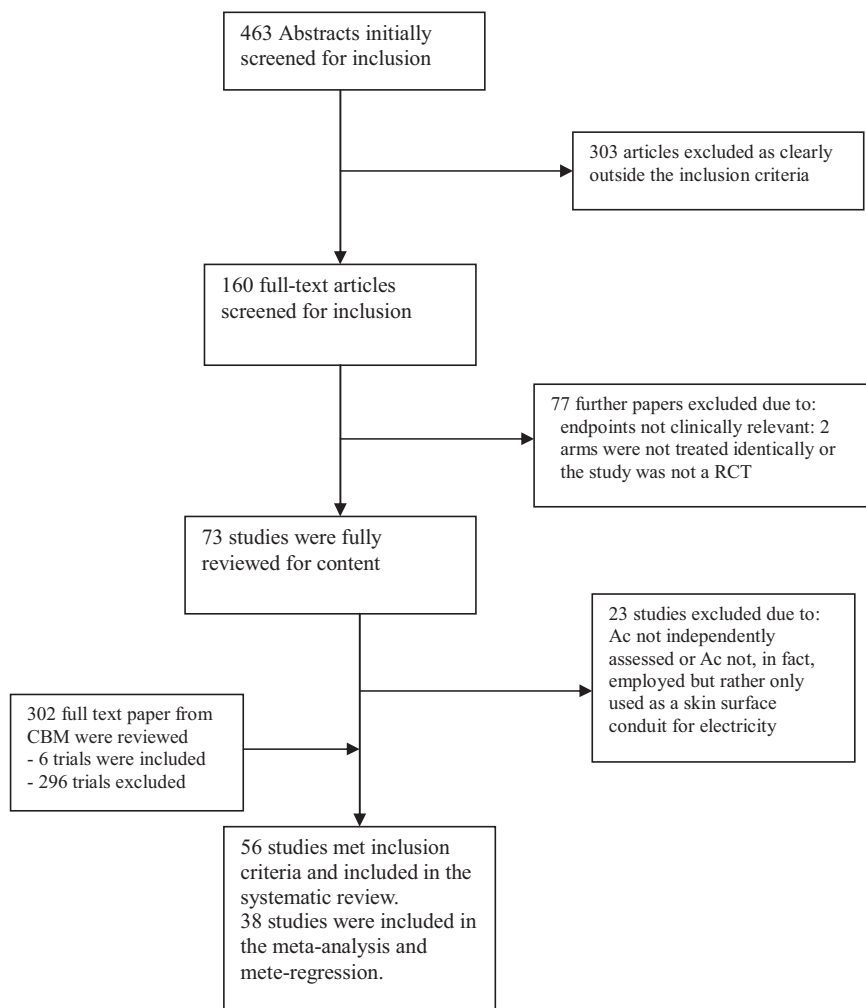 463 Abstracts initially
screened for inclusion
303 articles excluded as clearly
outside the inclusion criteria
160 full-text articles
screened for inclusion
77 further papers excluded due to:
endpoints not clinically relevant: 2
arms were not treated identically or
the study was not a RCT
73 studies were fully
reviewed for content
23 studies excluded due to:
Ac not independently
assessed or Ac not, in fact,
employed but rather only
used as a skin surface
conduit for electricity
302 full text paper from
CBM were reviewed
- 6 trials were included
- 296 trials excluded
56 studies met inclusion
criteria and included in the
systematic review.
38 studies were included in
the meta-analysis and
mete-regression.